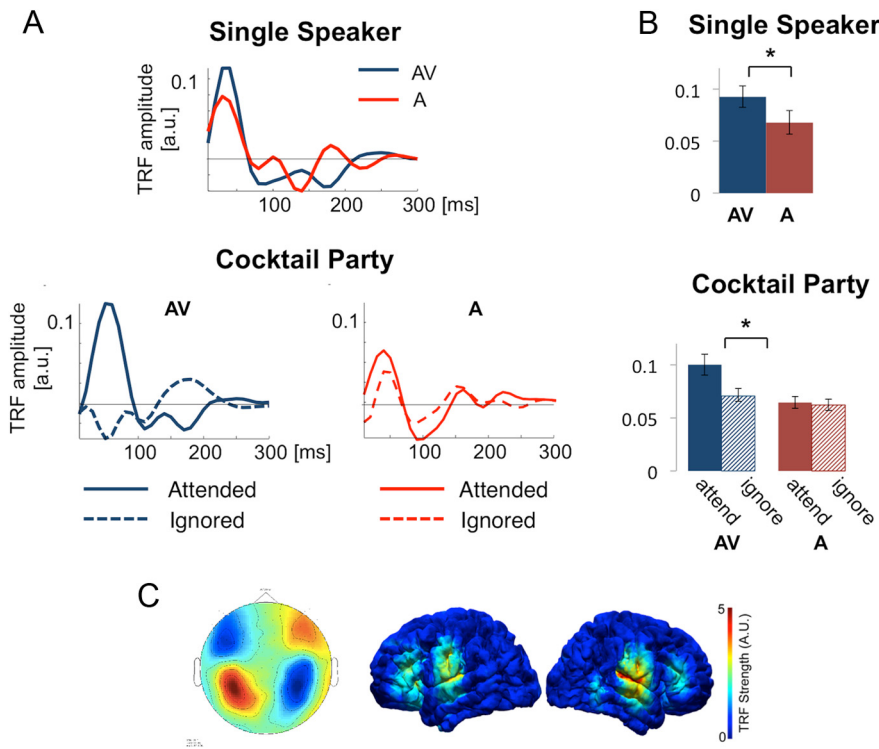 A
B
Single Speaker
Single Speaker
AV
A
0.1
TRF amplitude
[a.u.]
100 200 300 [ms]
*
0.1
0.05
0
AV A
Cocktail Party
AV
0.1
TRF amplitude
[a.u.]
100 200 [ms] 300
A
0.1
100 200 300
Attended
Ignored
Attended
Ignored
Cocktail Party
*
0.1
0.05
0
attend ignore attend ignore
AV A
C
5
0
TRF Strength (A.U.)